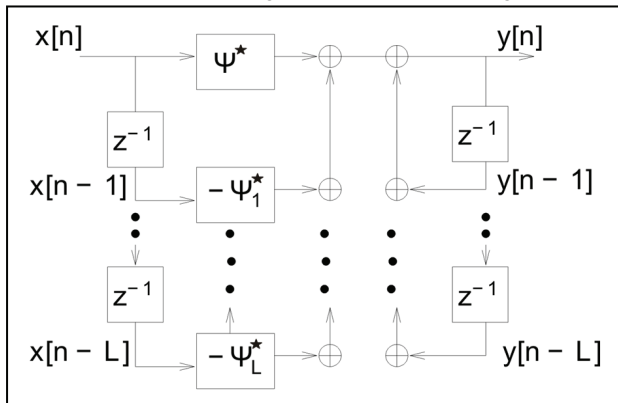 x[n] Ψ* y[n]
z⁻¹ z⁻¹
x[n - 1] - Ψ₁* y[n - 1]
z⁻¹ z⁻¹
x[n - L] - Ψ_L* y[n - L]